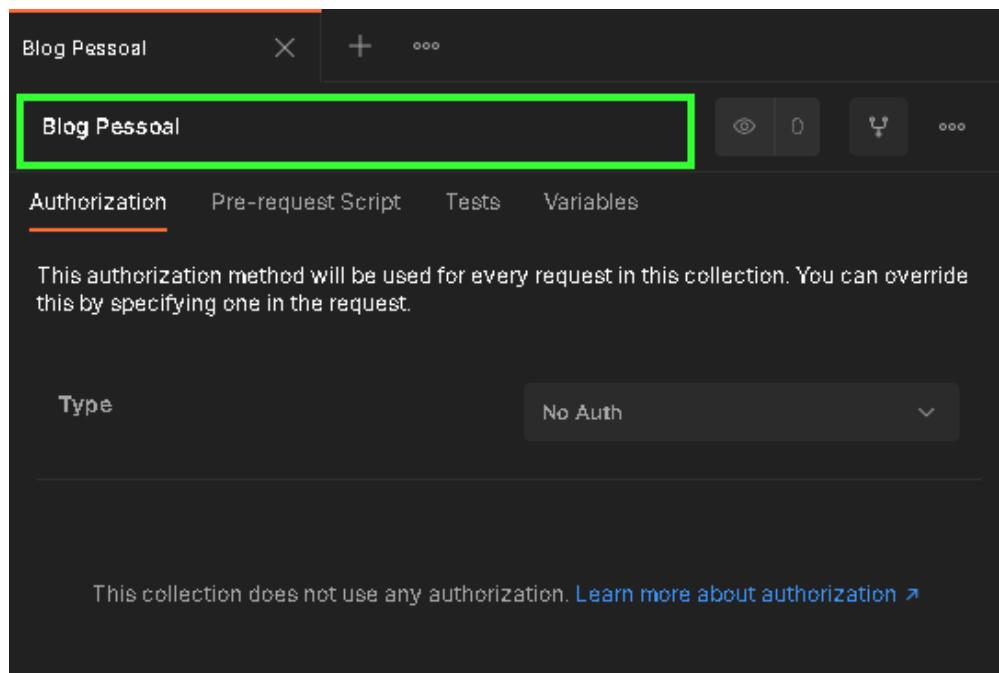 Blog Pessoal
Blog Pessoal
0
Authorization Pre-request Script Tests Variables
This authorization method will be used for every request in this collection. You can override
this by specifying one in the request.
Type No Auth
This collection does not use any authorization. Learn more about authorization ↗